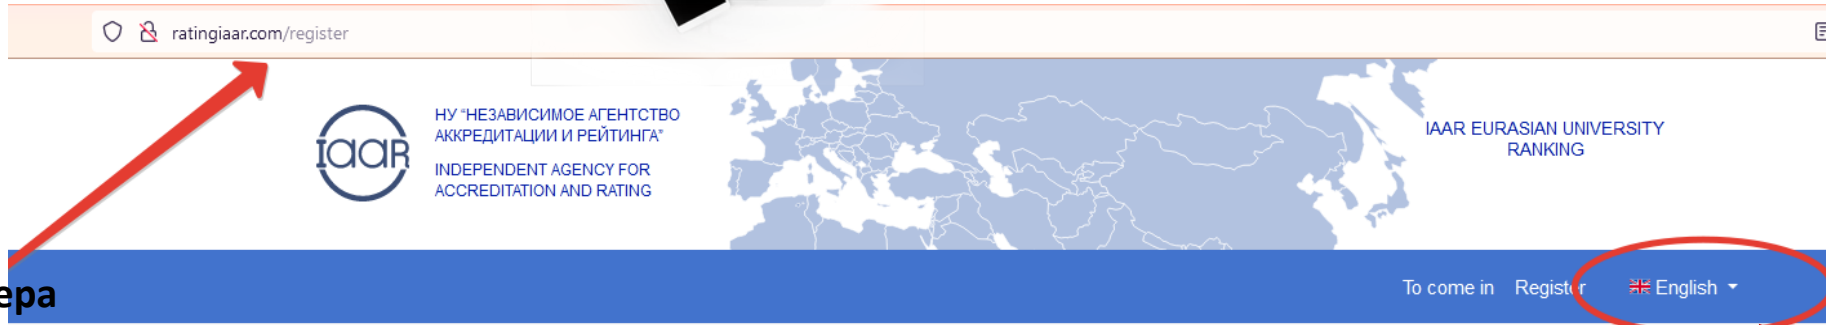 ratingiaar.com/register
iaar
НУ “НЕЗАВИСИМОЕ АГЕНТСТВО
АККРЕДИТАЦИИ И РЕЙТИНГА”
INDEPENDENT AGENCY FOR
ACCREDITATION AND RATING
IAAR EURASIAN UNIVERSITY
RANKING
To come in Register English
ера